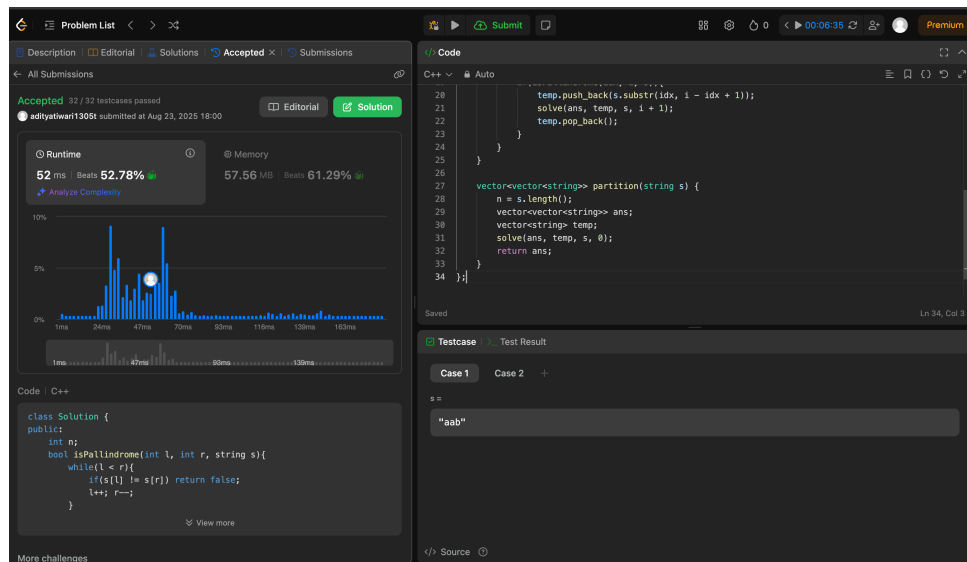 Problem List
Submit
0
00:06:35
Premium
Description | Editorial | Solutions | Accepted × | Submissions
← All Submissions
Accepted 32 / 32 testcases passed
adityatiwari1305t submitted at Aug 23, 2025 18:00
Editorial
Solution
Runtime
52 ms | Beats 52.78%
Analyze Complexity
Memory
57.56 MB | Beats 61.29%
10%
5%
0%
1ms 24ms 47ms 70ms 93ms 116ms 139ms 163ms
1ms 47ms 93ms 139ms
Code | C++
class Solution {
public:
    int n;
    bool isPallindrome(int l, int r, string s){
        while(l < r){
            if(s[l] != s[r]) return false;
            l++; r--;
        }
View more
More challenges
</> Code
C++ Auto
20 temp.push_back(s.substr(idx, i - idx + 1));
21 solve(ans, temp, s, i + 1);
22 temp.pop_back();
23 }
24 }
25 }
26
27 vector<vector<string>> partition(string s) {
28 n = s.length();
29 vector<vector<string>> ans;
30 vector<string> temp;
31 solve(ans, temp, s, 0);
32 return ans;
33 }
34 };
Saved
Ln 34, Col 3
Testcase | >_ Test Result
Case 1 Case 2 +
s =
"aab"
</> Source